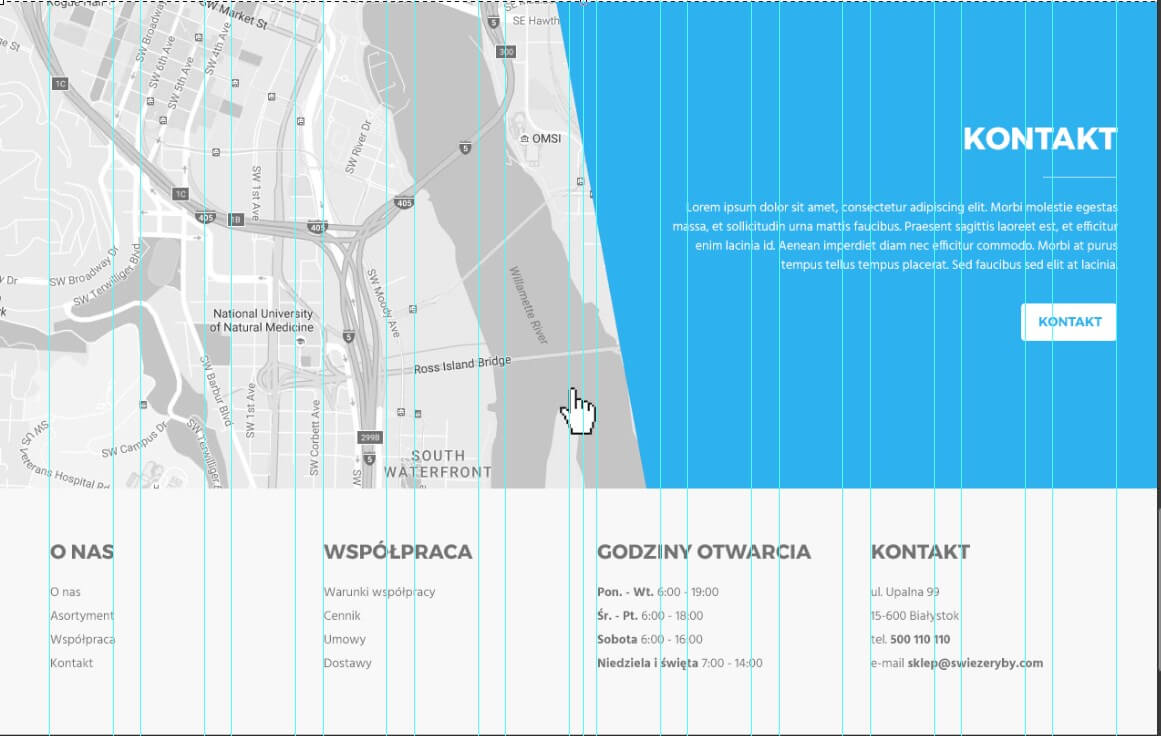 SW Market St
SE Hawth
5
300
SW Broadway
SW 6th Ave
SW 5th Ave
SW 4th Ave
1C
SW River Dr
OMSI
5
1C
SW 1st Ave
405
1B
405
405
SW Broadway Dr
SW Terwilliger Blvd
SW Moody Ave
Willamette River
National University
of Natural Medicine
5
Ross Island Bridge
SW Barbur Blvd
SW 1st Ave
SW Corbett Ave
SW Campus Dr
SW Terwilliger
299B
5
SOUTH
WATERFRONT
SW
KONTAKT
Lorem ipsum dolor sit amet, consectetur adipiscing elit. Morbi molestie egestas
massa, et sollicitudin urna mattis faucibus. Praesent sagittis laoreet est, et efficitur
enim lacinia id. Aenean imperdiet diam nec efficitur commodo. Morbi at purus
tempus tellus tempus placerat. Sed faucibus sed elit at lacinia.
KONTAKT
O NAS
O nas
Asortyment
Współpraca
Kontakt
WSPÓŁPRACA
Warunki współpracy
Cennik
Umowy
Dostawy
GODZINY OTWARCIA
Pon. - Wt. 6:00 - 19:00
Śr. - Pt. 6:00 - 18:00
Sobota 6:00 - 16:00
Niedziela i święta 7:00 - 14:00
KONTAKT
ul. Upalna 99
15-600 Białystok
tel. 500 110 110
e-mail sklep@swiezeryby.com